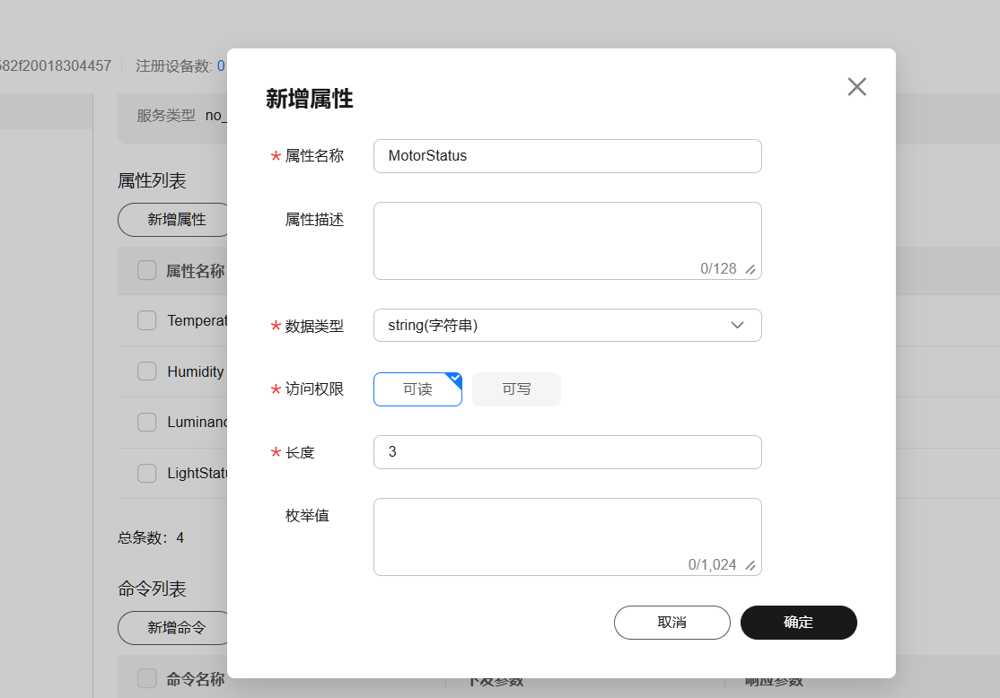 582f20018304457 注册设备数: 0
服务类型 no_
属性列表
新增属性
属性名称
Temperat
Humidity
Luminanc
LightStatu
总条数：4
命令列表
新增命令
命令名称 下发参数 响应参数
新增属性
* 属性名称 MotorStatus
属性描述
0/128
* 数据类型 string(字符串)
* 访问权限 可读 可写
* 长度 3
枚举值
0/1,024
取消 确定